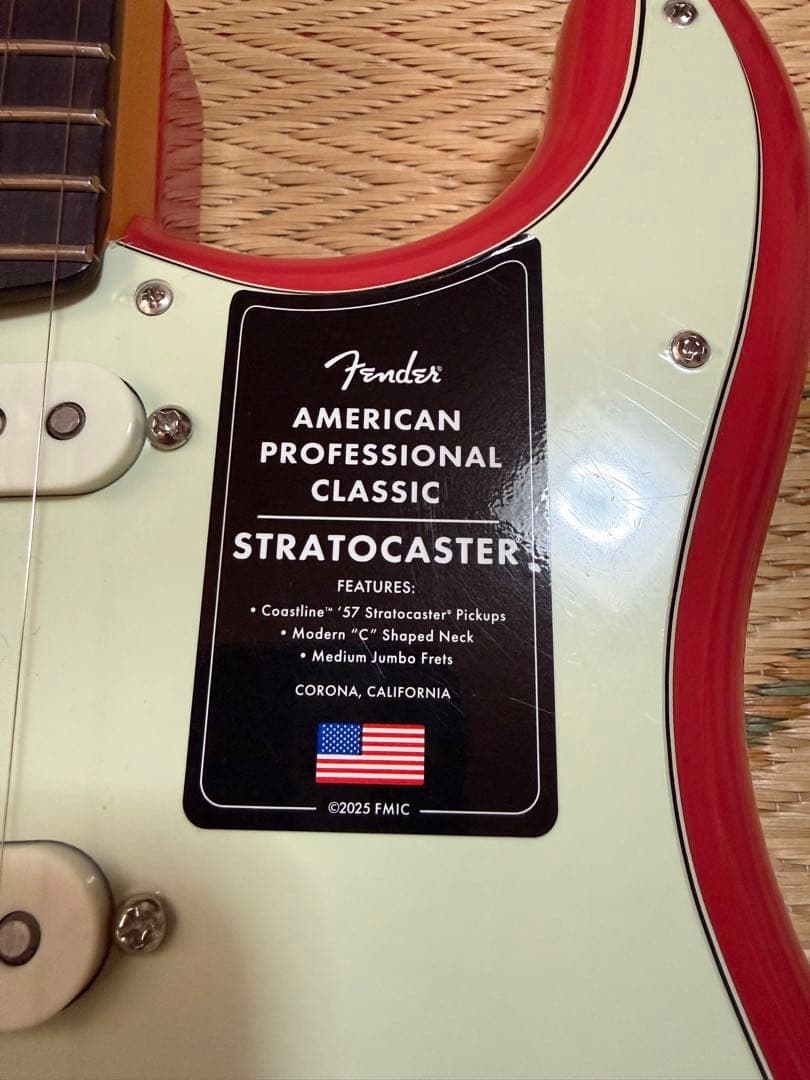 Fender®
AMERICAN
PROFESSIONAL
CLASSIC
STRATOCASTER®
FEATURES:
• Coastline™ '57 Stratocaster® Pickups
• Modern "C" Shaped Neck
• Medium Jumbo Frets
CORONA, CALIFORNIA
©2025 FMIC